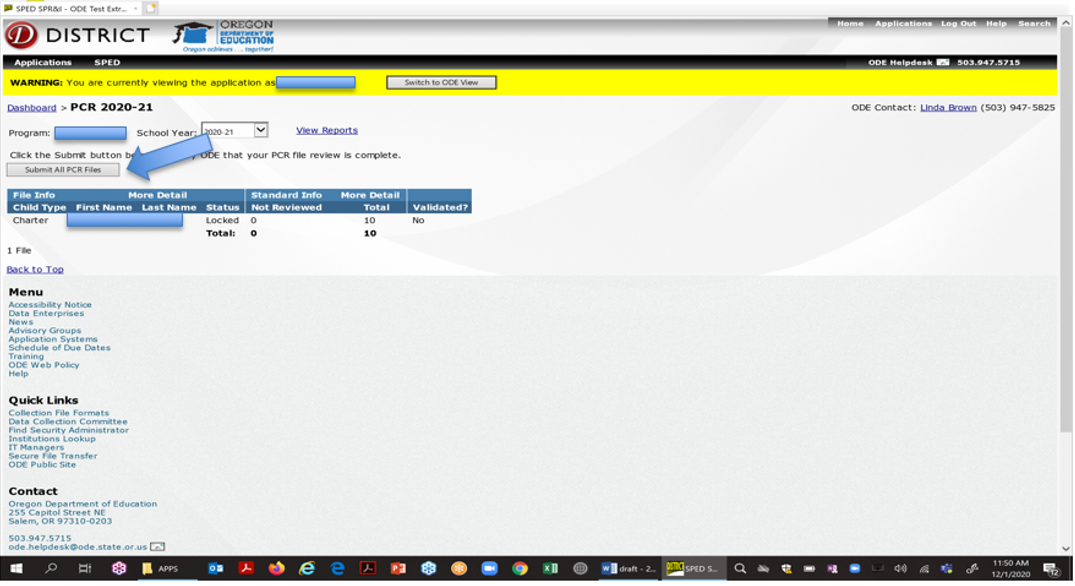 SPED SPR&I - ODE Test Extr...
Home Applications Log Out Help Search
DISTRICT
OREGON
DEPARTMENT OF
EDUCATION
Oregon achieves . . . together!
Applications SPED
ODE Helpdesk 503.947.5715
WARNING: You are currently viewing the application as
Switch to ODE View
Dashboard > PCR 2020-21
ODE Contact: Linda Brown (503) 947-5825
Program:
School Year: 2020-21
View Reports
Click the Submit button be ODE that your PCR file review is complete.
Submit All PCR Files
File Info More Detail Standard Info More Detail
Child Type First Name Last Name Status Not Reviewed Total Validated?
Charter Locked 0 10 No
Total: 0 10
1 File
Back to Top
Menu
Accessibility Notice
Data Enterprises
News
Advisory Groups
Application Systems
Schedule of Due Dates
Training
ODE Web Policy
Help
Quick Links
Collection File Formats
Data Collection Committee
Find Security Administrator
Institutions Lookup
IT Managers
Secure File Transfer
ODE Public Site
Contact
Oregon Department of Education
255 Capitol Street NE
Salem, OR 97310-0203
503.947.5715
ode.helpdesk@ode.state.or.us
APPS
draft - 2...
DISTRICT
SPED S...
11:50 AM
12/1/2020
12